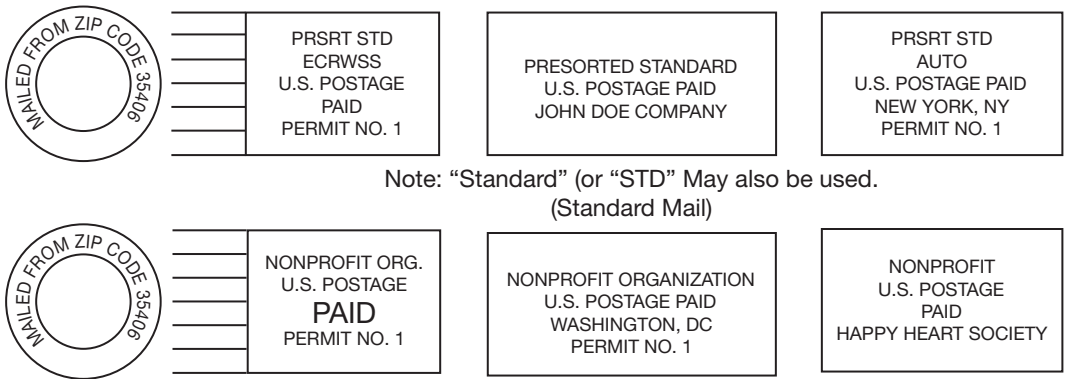 MAILED FROM ZIP CODE 35406
PRSRT STD
ECRWSS
U.S. POSTAGE
PAID
PERMIT NO. 1
PRESORTED STANDARD
U.S. POSTAGE PAID
JOHN DOE COMPANY
PRSRT STD
AUTO
U.S. POSTAGE PAID
NEW YORK, NY
PERMIT NO. 1
Note: “Standard” (or “STD” May also be used.
(Standard Mail)
MAILED FROM ZIP CODE 35406
NONPROFIT ORG.
U.S. POSTAGE
PAID
PERMIT NO. 1
NONPROFIT ORGANIZATION
U.S. POSTAGE PAID
WASHINGTON, DC
PERMIT NO. 1
NONPROFIT
U.S. POSTAGE
PAID
HAPPY HEART SOCIETY